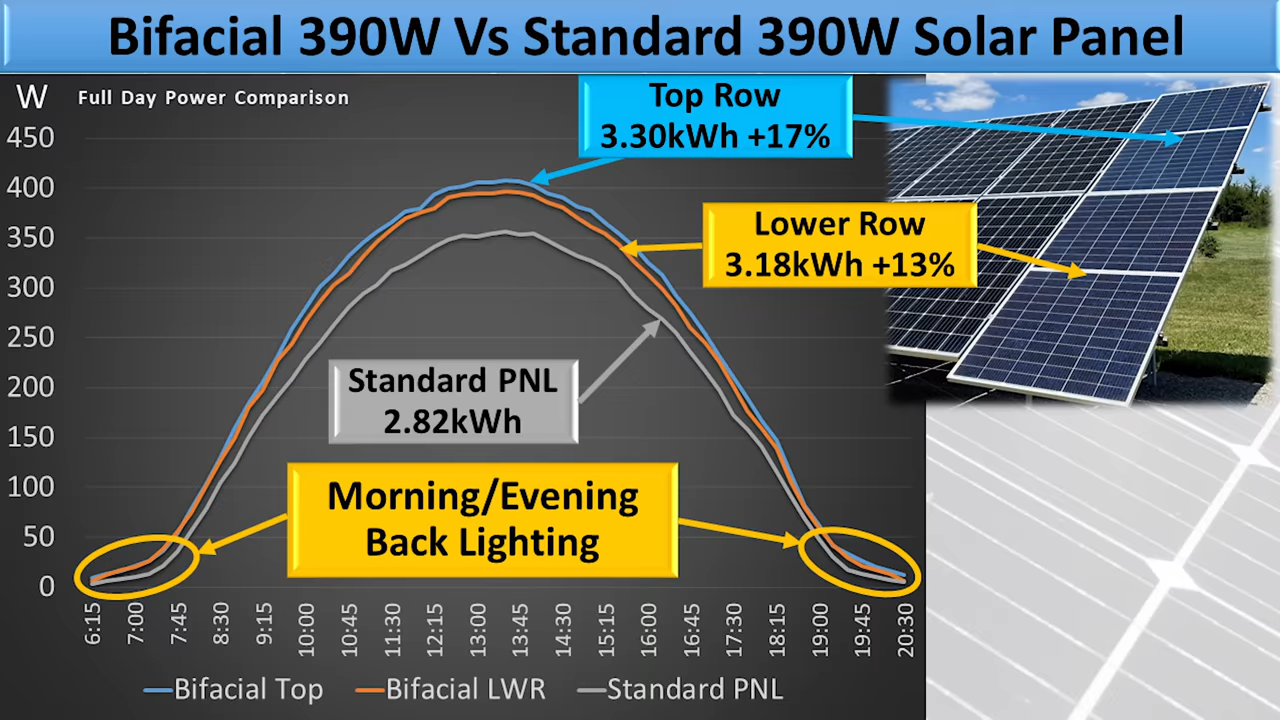 Bifacial 390W Vs Standard 390W Solar Panel
W
Full Day Power Comparison
Top Row
3.30kWh +17%
Lower Row
3.18kWh +13%
Standard PNL
2.82kWh
Morning/Evening
Back Lighting
450
400
350
300
250
200
150
100
50
0
6:15
7:00
7:45
8:30
9:15
10:00
10:45
11:30
12:15
13:00
13:45
14:30
15:15
16:00
16:45
17:30
18:15
19:00
19:45
20:30
Bifacial Top
Bifacial LWR
Standard PNL